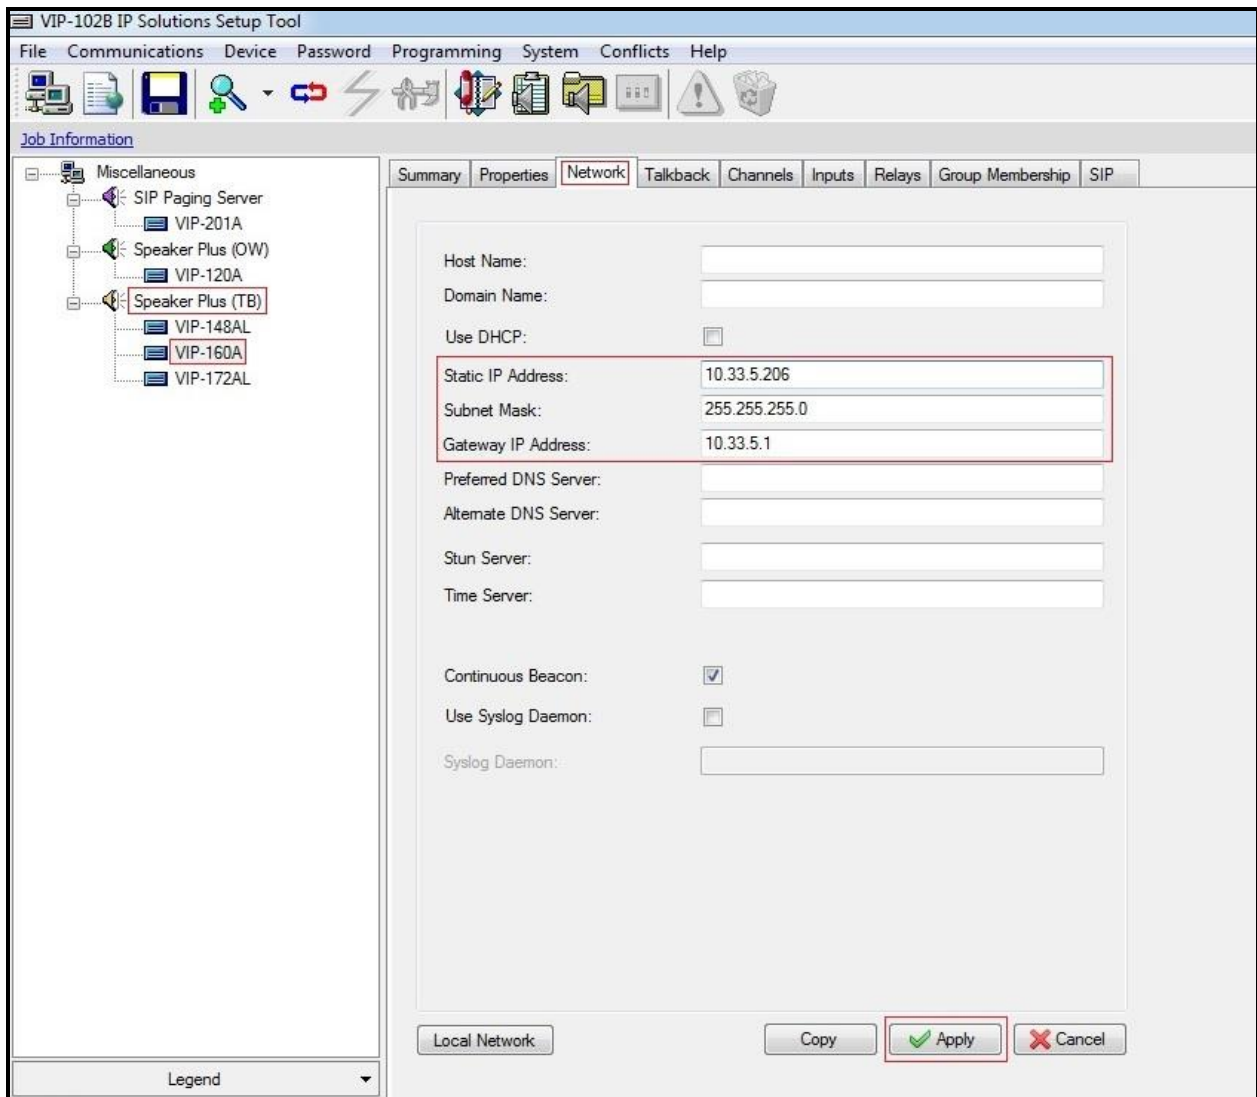 VIP-102B IP Solutions Setup Tool
File Communications Device Password Programming System Conflicts Help
Job Information
Miscellaneous
SIP Paging Server
VIP-201A
Speaker Plus (OW)
VIP-120A
Speaker Plus (TB)
VIP-148AL
VIP-160A
VIP-172AL
Legend
Summary Properties Network Talkback Channels Inputs Relays Group Membership SIP
Host Name:
Domain Name:
Use DHCP:
Static IP Address: 10.33.5.206
Subnet Mask: 255.255.255.0
Gateway IP Address: 10.33.5.1
Preferred DNS Server:
Alternate DNS Server:
Stun Server:
Time Server:
Continuous Beacon:
Use Syslog Daemon:
Syslog Daemon:
Local Network Copy Apply Cancel